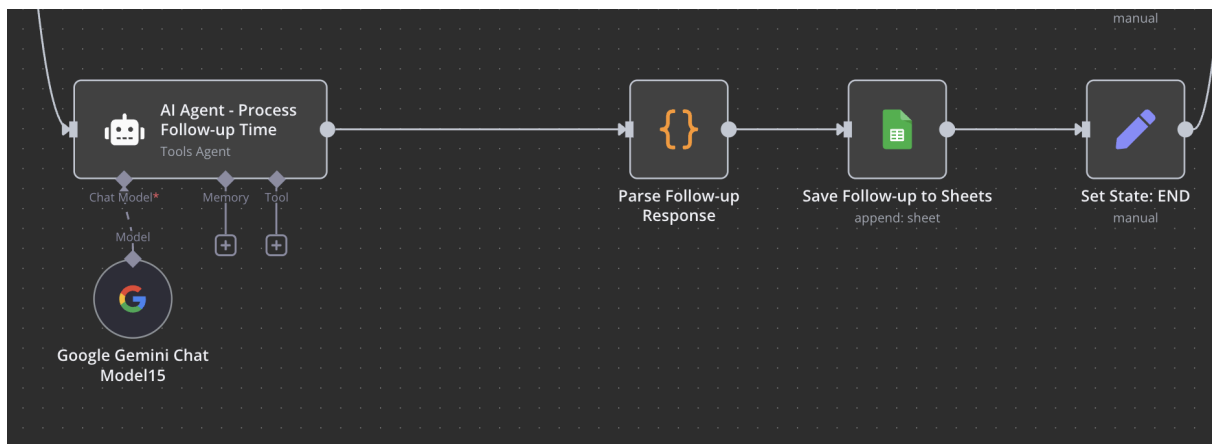 manual
AI Agent - Process
Follow-up Time
Tools Agent
Chat Model*
Memory
Tool
Model
Google Gemini Chat
Model15
Parse Follow-up
Response
Save Follow-up to Sheets
append: sheet
Set State: END
manual